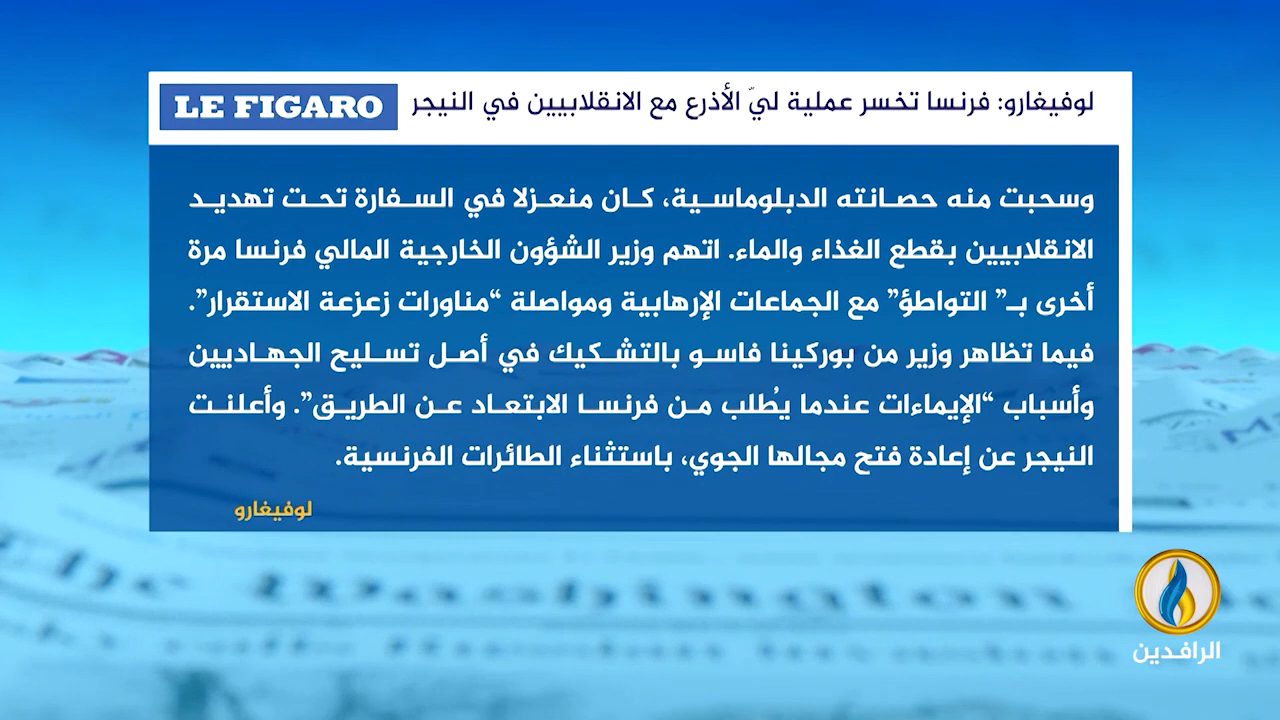 لوفيغارو: فرنسا تخسر عملية ليّ الأذرع مع الانقلابيين في النيجر
LE FIGARO
وسحبت منه حصانته الدبلوماسية، كان منعزلا في السفارة تحت تهديد
الانقلابيين بقطع الغذاء والماء. اتهم وزير الشؤون الخارجية المالي فرنسا مرة
أخرى بـ” التواطؤ” مع الجماعات الإرهابية ومواصلة “مناورات زعزعة الاستقرار”.
فيما تظاهر وزير من بوركينا فاسو بالتشكيك في أصل تسليح الجهاديين
وأسباب “الإيماءات عندما يُطلب من فرنسا الابتعاد عن الطريق”. وأعلنت
النيجر عن إعادة فتح مجالها الجوي، باستثناء الطائرات الفرنسية.
لوفيغارو
الرافدين